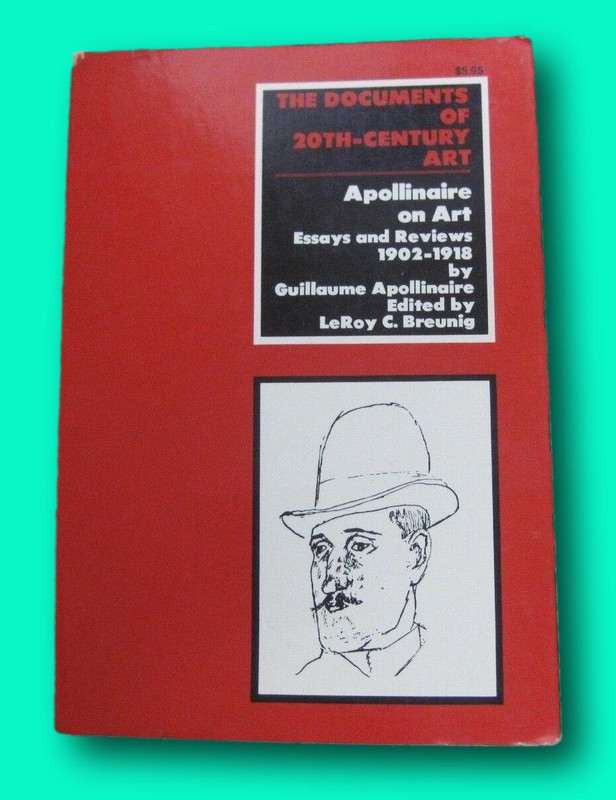 $5.95
THE DOCUMENTS
OF
20TH-CENTURY
ART
Apollinaire
on Art
Essays and Reviews
1902-1918
by
Guillaume Apollinaire
Edited by
LeRoy C. Breunig